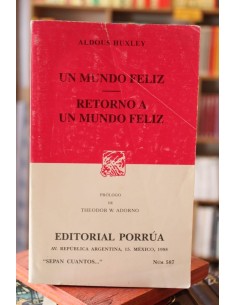 ALDOUS HUXLEY
UN MUNDO FELIZ
RETORNO A
UN MUNDO FELIZ
PRÓLOGO
DE
THEODOR W. ADORNO
EDITORIAL PORRÚA
AV. REPÚBLICA ARGENTINA, 15. MÉXICO, 1988
"SEPAN CUANTOS..."
NÚM 587